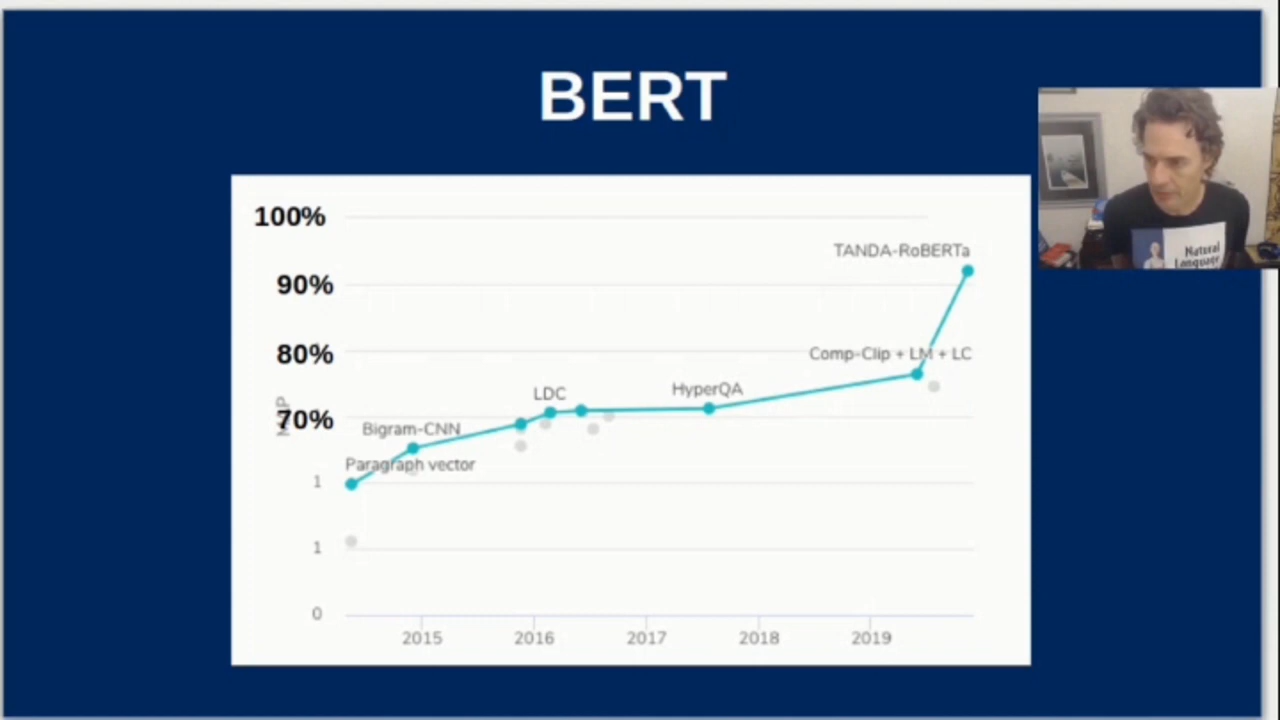 BERT
100%
TANDA-RoBERTa
90%
80%
Comp-Clip + LM + LC
LDC
HyperQA
70%
Bigram-CNN
Paragraph vector
1
1
0
2015 2016 2017 2018 2019
Natural
Language